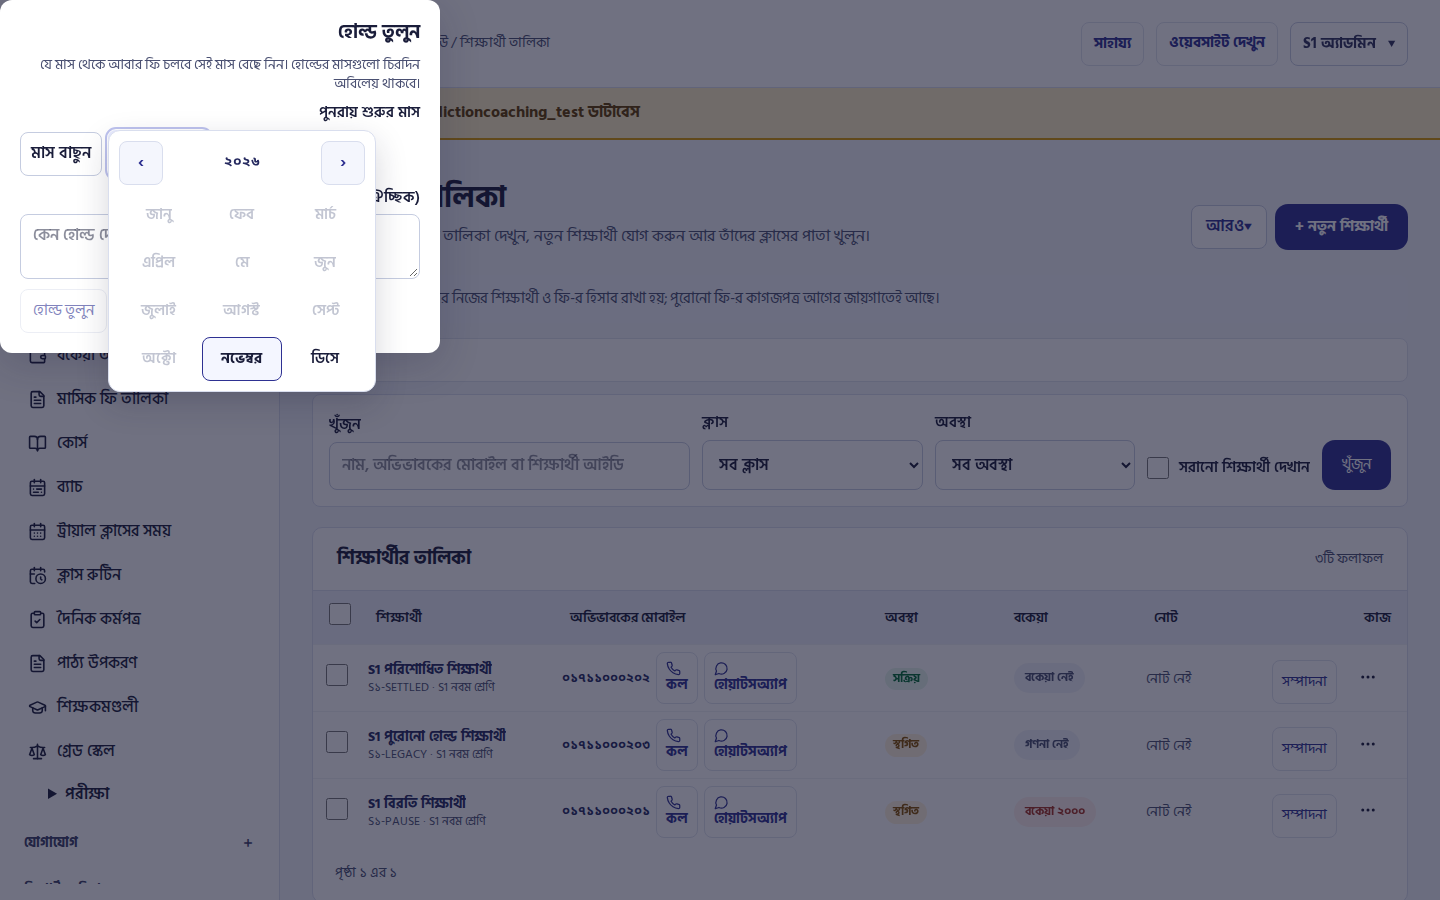 হোল্ড তুলুন
যে মাস থেকে আবার ফি চলবে সেই মাস বেছে নিন। হোল্ডের মাসগুলো চিরদিন
অবিলেয় থাকবে।
পুনরায় শুরুর মাস
মাস বাছুন
‹ ২০২৬ ›
জানু ফেব মার্চ
এপ্রিল মে জুন
জুলাই আগস্ট সেপ্ট
অক্টো নভেম্বর ডিসে
চ্ছিক)
কেন হোল্ড
হোল্ড তুলুন
/ শিক্ষার্থী তালিকা
সাহায্য
ওয়েবসাইট দেখুন
S1 অ্যাডমিন ▾
ictioncoaching_test ডাটাবেস
লিকা
তালিকা দেখুন, নতুন শিক্ষার্থী যোগ করুন আর তাঁদের ক্লাসের পাতা খুলুন।
আরও▾
+ নতুন শিক্ষার্থী
র নিজের শিক্ষার্থী ও ফি-র হিসাব রাখা হয়; পুরোনো ফি-র কাগজপত্র আগের জায়গাতেই আছে।
বকেয়া
মাসিক ফি তালিকা
কোর্স
ব্যাচ
ট্রায়াল ক্লাসের সময়
ক্লাস রুটিন
দৈনিক কর্মপত্র
পাঠ্য উপকরণ
শিক্ষকমণ্ডলী
গ্রেড স্কেল
▶ পরীক্ষা
যোগাযোগ +
খুঁজুন
নাম, অভিভাবকের মোবাইল বা শিক্ষার্থী আইডি
ক্লাস
সব ক্লাস
অবস্থা
সব অবস্থা
সরানো শিক্ষার্থী দেখান
খুঁজুন
শিক্ষার্থীর তালিকা
৩টি ফলাফল
শিক্ষার্থী অভিভাবকের মোবাইল অবস্থা বকেয়া নোট কাজ
S1 পরিশোধিত শিক্ষার্থী
S১-SETTLED · S1 নবম শ্রেণি
০১৭১১০০০২০২ কল হোয়াটসঅ্যাপ সক্রিয় বকেয়া নেই নোট নেই সম্পাদনা ···
S1 পুরোনো হোল্ড শিক্ষার্থী
S১-LEGACY · S1 নবম শ্রেণি
০১৭১১০০০২০৩ কল হোয়াটসঅ্যাপ স্থগিত গণনা নেই নোট নেই সম্পাদনা ···
S1 বিরতি শিক্ষার্থী
S১-PAUSE · S1 নবম শ্রেণি
০১৭১১০০০২০১ কল হোয়াটসঅ্যাপ স্থগিত বকেয়া ২০০০ নোট নেই সম্পাদনা ···
পৃষ্ঠা ১ এর ১